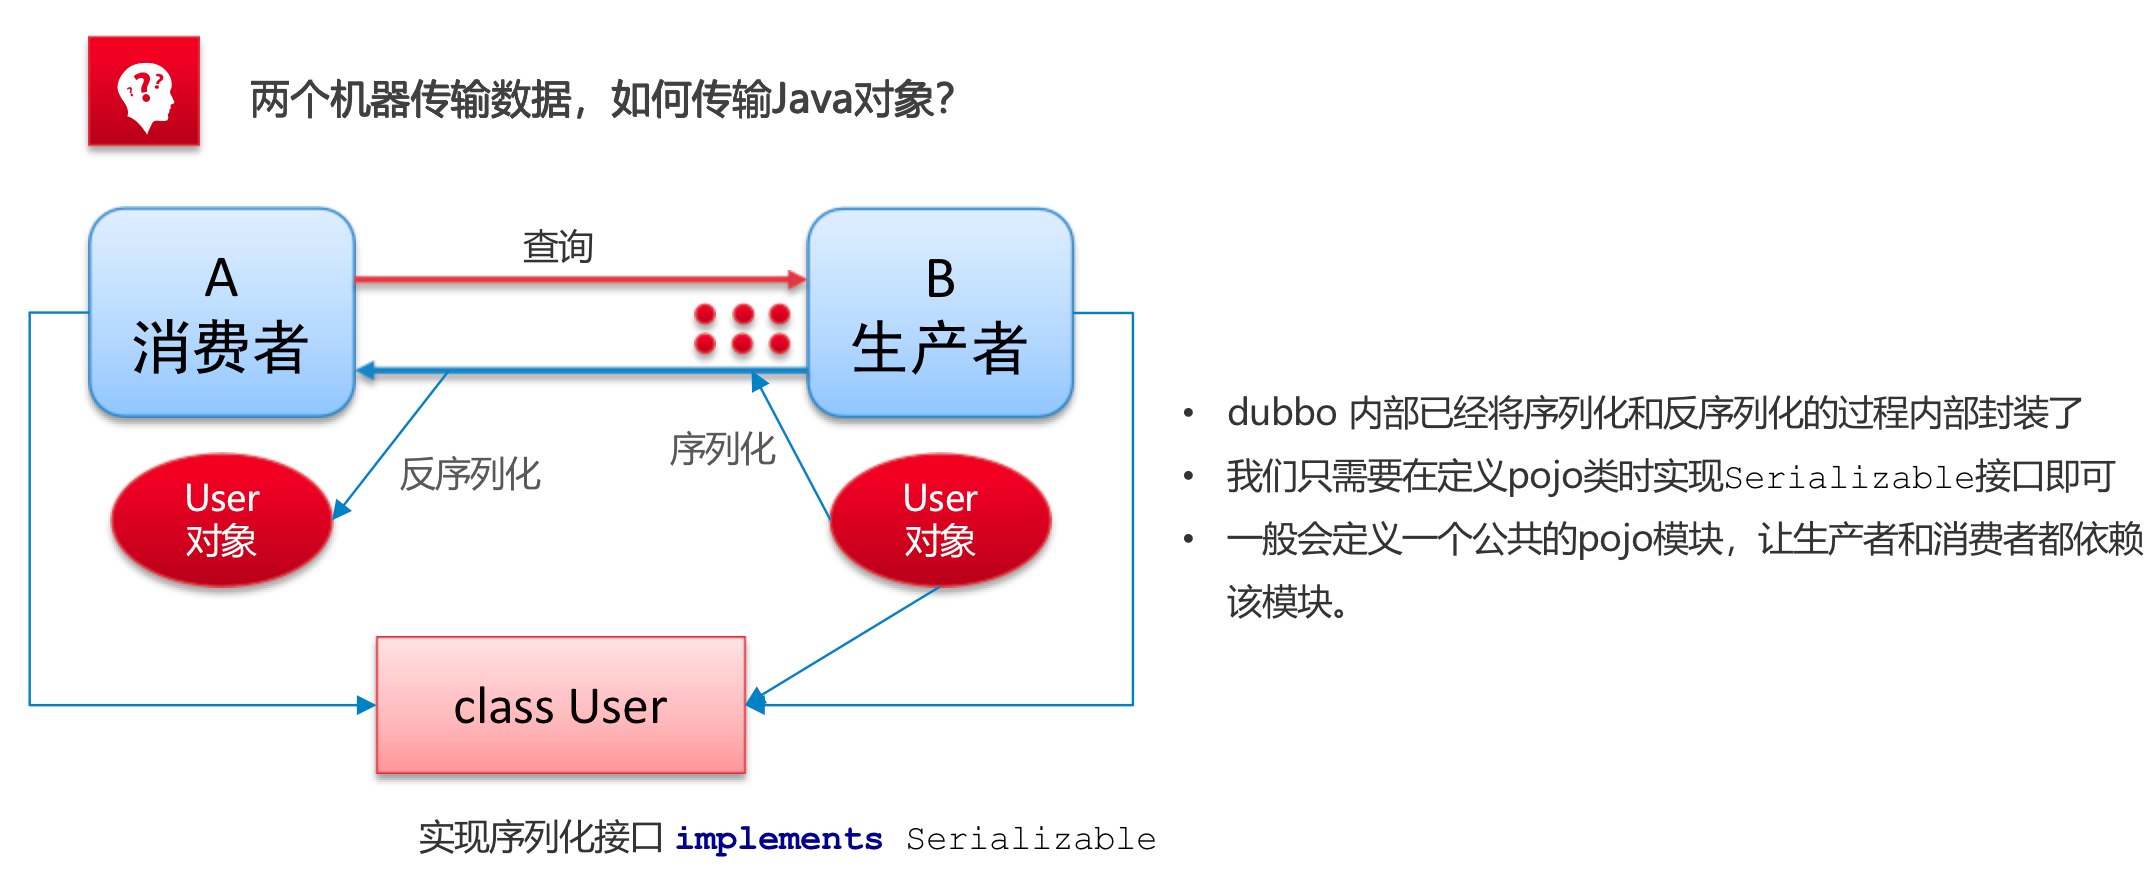 两个机器传输数据，如何传输Java对象？
查询
A
消费者
B
生产者
反序列化
序列化
User
对象
User
对象
class User
实现序列化接口 implements Serializable
• dubbo 内部已经将序列化和反序列化的过程内部封装了
• 我们只需要在定义pojo类时实现Serializable接口即可
• 一般会定义一个公共的pojo模块，让生产者和消费者都依赖
该模块。